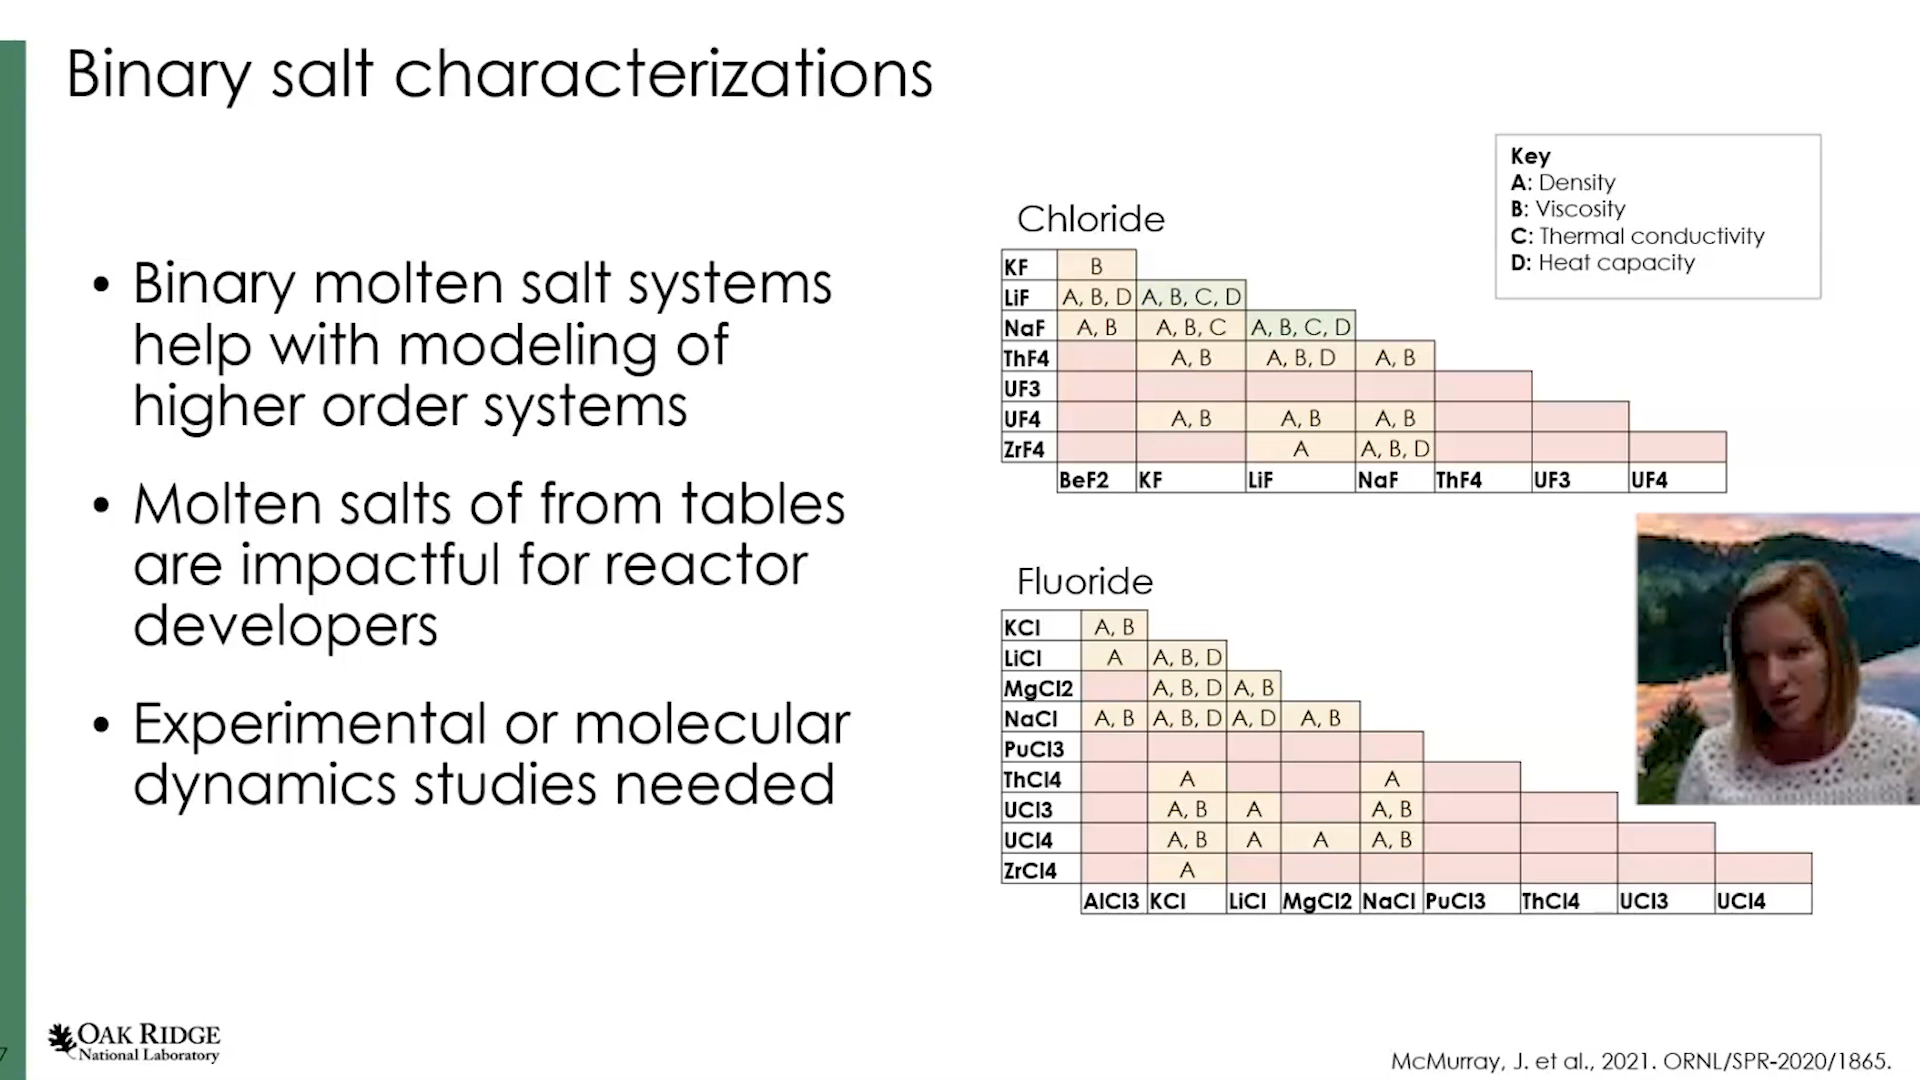 Binary salt characterizations
• Binary molten salt systems
help with modeling of
higher order systems
• Molten salts of from tables
are impactful for reactor
developers
• Experimental or molecular
dynamics studies needed
Key
A: Density
B: Viscosity
C: Thermal conductivity
D: Heat capacity
Chloride
KF B
LiF A, B, D A, B, C, D
NaF A, B A, B, C A, B, C, D
ThF4 A, B A, B, D A, B
UF3
UF4 A, B A, B A, B
ZrF4 A A, B, D
BeF2 KF LiF NaF ThF4 UF3 UF4
Fluoride
KCl A, B
LiCl A A, B, D
MgCl2 A, B, D A, B
NaCl A, B A, B, D A, D A, B
PuCl3
ThCl4 A A
UCl3 A, B A A, B
UCl4 A, B A A A, B
ZrCl4 A
AlCl3 KCl LiCl MgCl2 NaCl PuCl3 ThCl4 UCl3 UCl4
7
OAK RIDGE
National Laboratory
McMurray, J. et al., 2021. ORNL/SPR-2020/1865.